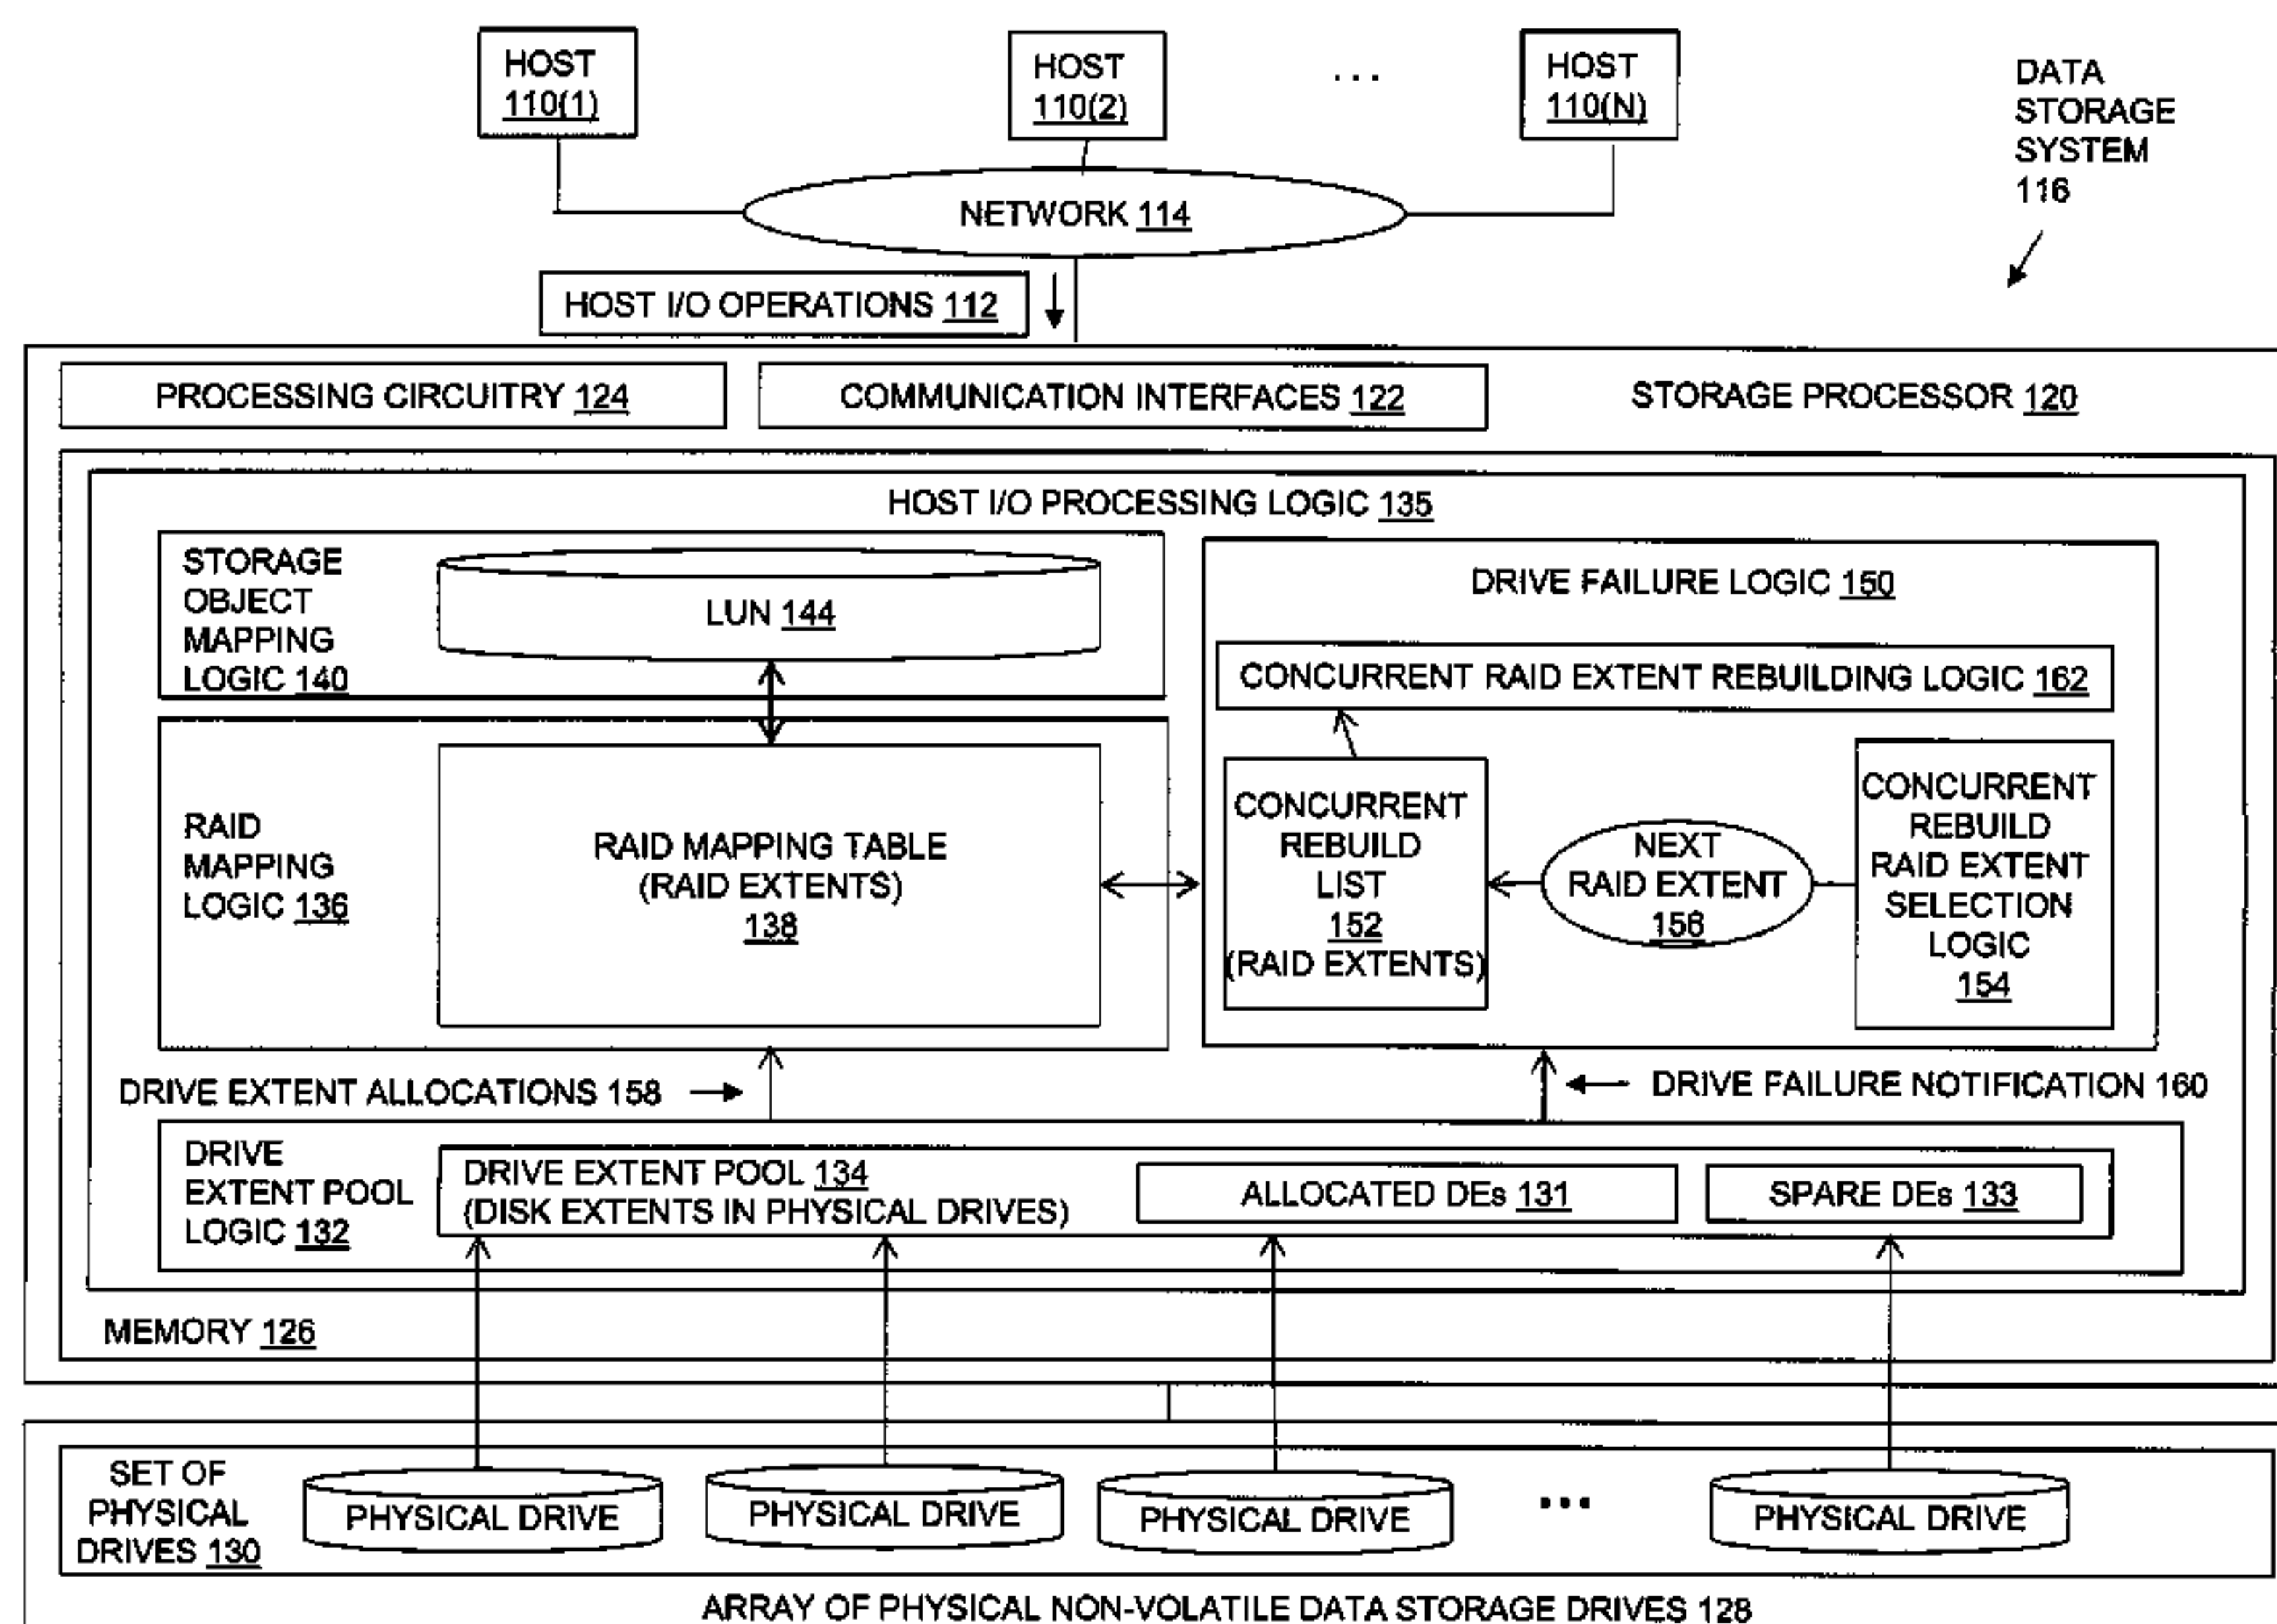 HOST
110(1)
HOST
110(2)
...
HOST
110(N)
DATA
STORAGE
SYSTEM
116
NETWORK 114
HOST I/O OPERATIONS 112
PROCESSING CIRCUITRY 124
COMMUNICATION INTERFACES 122
STORAGE PROCESSOR 120
HOST I/O PROCESSING LOGIC 135
STORAGE
OBJECT
MAPPING
LOGIC 140
LUN 144
DRIVE FAILURE LOGIC 150
CONCURRENT RAID EXTENT REBUILDING LOGIC 162
RAID
MAPPING
LOGIC 136
RAID MAPPING TABLE
(RAID EXTENTS)
138
CONCURRENT
REBUILD
LIST
152
(RAID EXTENTS)
NEXT
RAID EXTENT
156
CONCURRENT
REBUILD
RAID EXTENT
SELECTION
LOGIC
154
DRIVE EXTENT ALLOCATIONS 158
DRIVE FAILURE NOTIFICATION 160
DRIVE
EXTENT POOL
LOGIC 132
DRIVE EXTENT POOL 134
(DISK EXTENTS IN PHYSICAL DRIVES)
ALLOCATED DEs 131
SPARE DEs 133
MEMORY 126
SET OF
PHYSICAL
DRIVES 130
PHYSICAL DRIVE
PHYSICAL DRIVE
PHYSICAL DRIVE
...
PHYSICAL DRIVE
ARRAY OF PHYSICAL NON-VOLATILE DATA STORAGE DRIVES 128